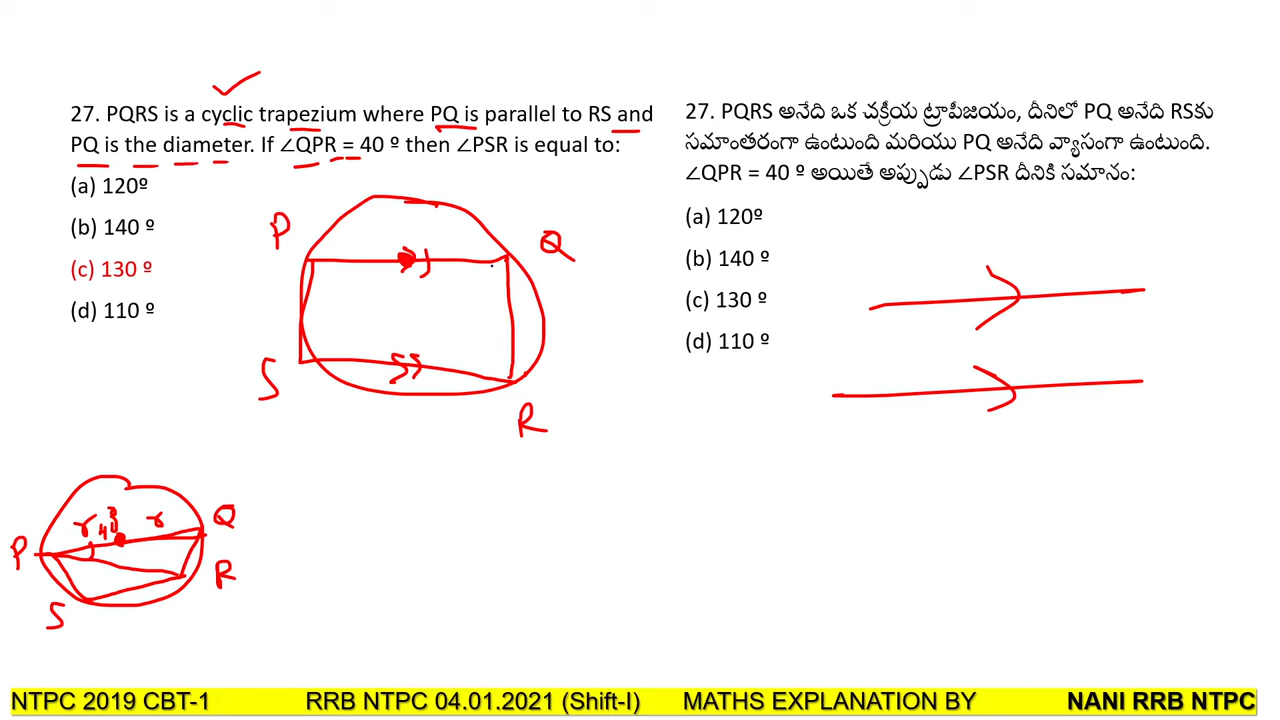 27. PQRS is a cyclic trapezium where PQ is parallel to RS and
PQ is the diameter. If ∠QPR = 40 º then ∠PSR is equal to:
(a) 120º
(b) 140 º
(c) 130 º
(d) 110 º
27. PQRS అనేది ఒక చక్రీయ ట్రాపీజియం, దీనిలో PQ అనేది RSకు
సమాంతరంగా ఉంటుంది మరియు PQ అనేది వ్యాసంగా ఉంటుంది.
∠QPR = 40 º అయితే అప్పుడు ∠PSR దీనికి సమానం:
(a) 120º
(b) 140 º
(c) 130 º
(d) 110 º
P
Q
S
R
r
r
P
Q
R
S
NTPC 2019 CBT-1 RRB NTPC 04.01.2021 (Shift-I) MATHS EXPLANATION BY NANI RRB NTPC